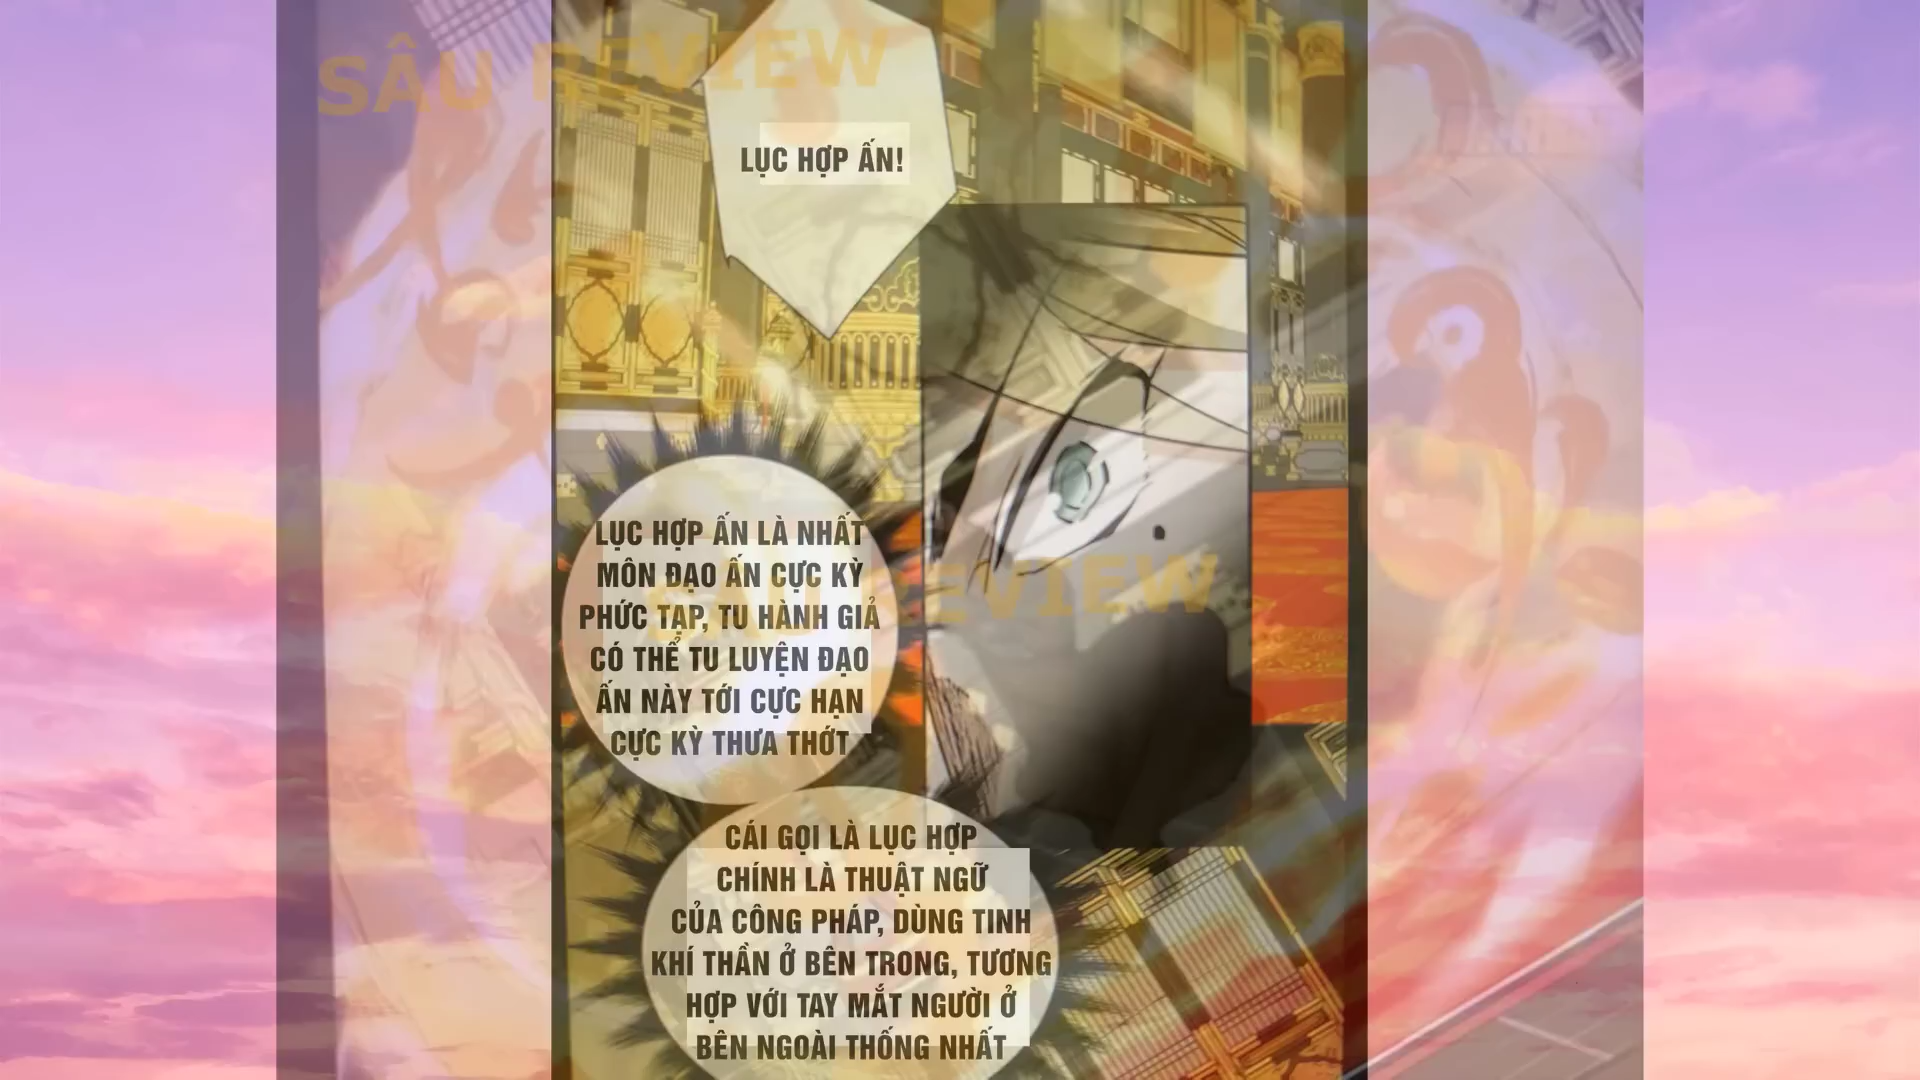 SÂU REVIEW
LỤC HỢP ẤN!
LỤC HỢP ẤN LÀ NHẤT
MÔN ĐẠO ẤN CỰC KỲ
PHỨC TẠP, TU HÀNH GIẢ
CÓ THỂ TU LUYỆN ĐẠO
ẤN NÀY TỚI CỰC HẠN
CỰC KỲ THƯA THỚT
SÂU REVIEW
CÁI GỌI LÀ LỤC HỢP
CHÍNH LÀ THUẬT NGỮ
CỦA CÔNG PHÁP, DÙNG TINH
KHÍ THẦN Ở BÊN TRONG, TƯƠNG
HỢP VỚI TAY MẮT NGƯỜI Ở
BÊN NGOÀI THỐNG NHẤT